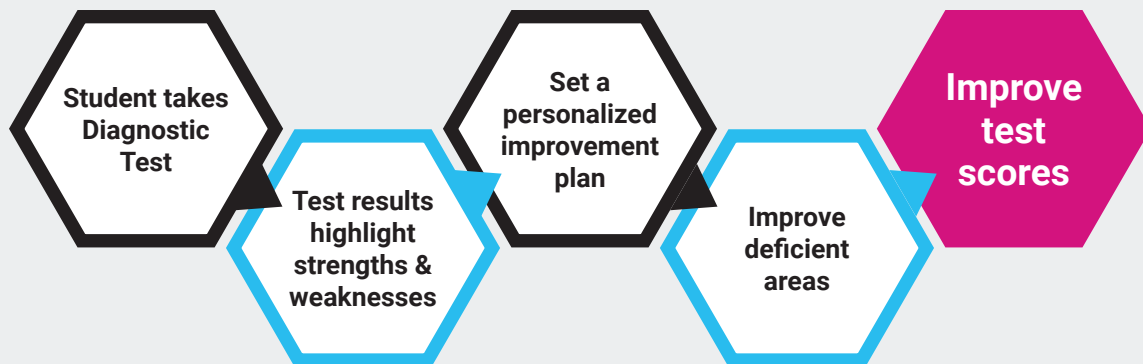 Student takes
Diagnostic
Test
Test results
highlight
strengths &
weaknesses
Set a
personalized
improvement
plan
Improve
deficient
areas
Improve
test
scores